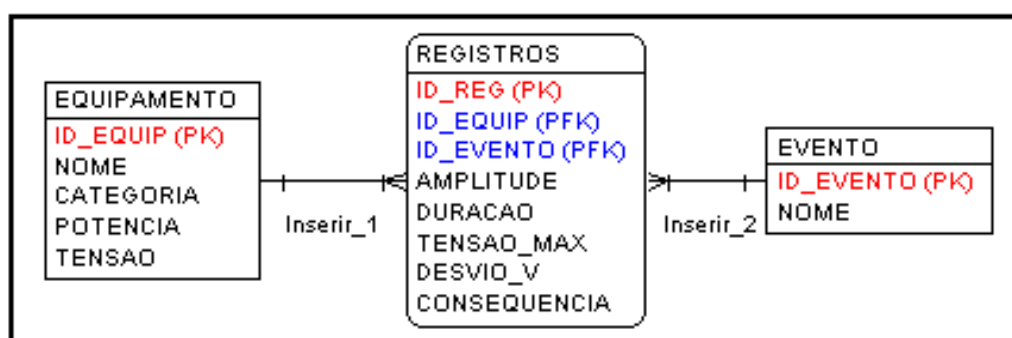 EQUIPAMENTO
ID_EQUIP (PK)
NOME
CATEGORIA
POTENCIA
TENSAO
Inserir_1
REGISTROS
ID_REG (PK)
ID_EQUIP (PFK)
ID_EVENTO (PFK)
AMPLITUDE
DURACAO
TENSAO_MAX
DESVIO_V
CONSEQUENCIA
Inserir_2
EVENTO
ID_EVENTO (PK)
NOME